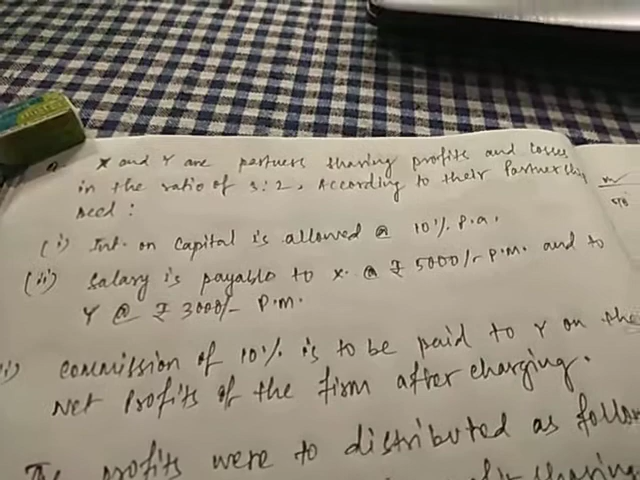 X and Y are partners sharing profits and losses
in the ratio of 3:2, According to their Partnership
Deed :
(i) Int. on Capital is allowed @ 10% P.a.
(ii) Salary is payable to X. @ ₹ 5000/- P.M. and to
Y @ ₹ 3000/- P.M.
commission of 10% is to be paid to Y on the
Net Profits of the firm after charging.
The profits were to distributed as follow
sharing